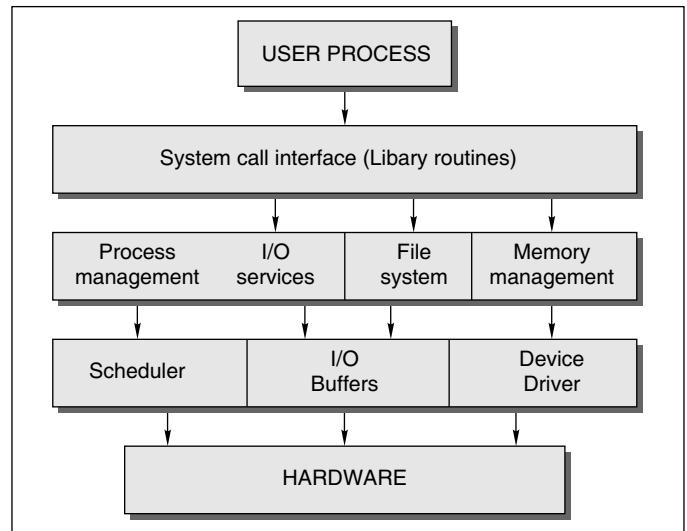 USER PROCESS
System call interface (Libary routines)
Process management
I/O services
File system
Memory management
Scheduler
I/O Buffers
Device Driver
HARDWARE